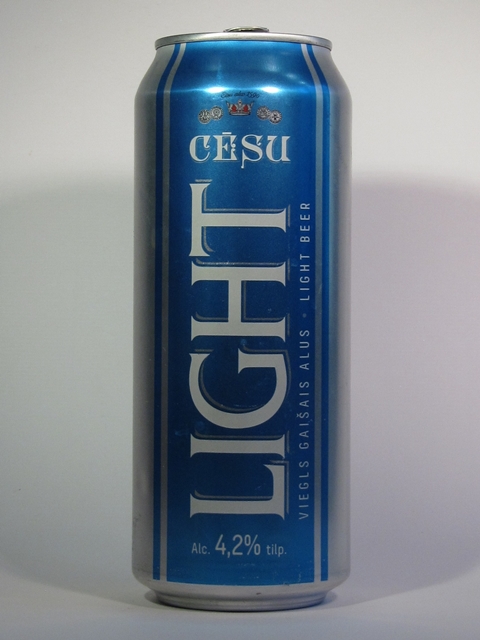 CĒSU
LIGHT
VIEGLS GAIŠAIS ALUS • LIGHT BEER
Alc. 4,2% tilp.